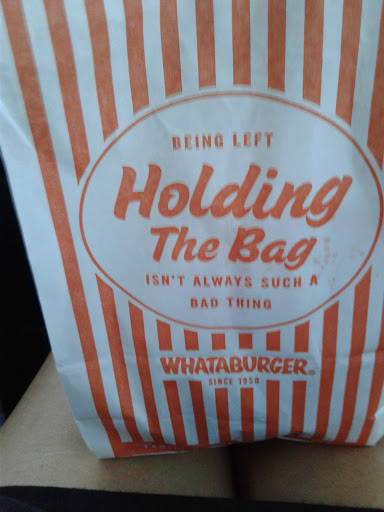 BEING LEFT
Holding
The Bag
ISN'T ALWAYS SUCH A
BAD THING
WHATABURGER®
SINCE 1950